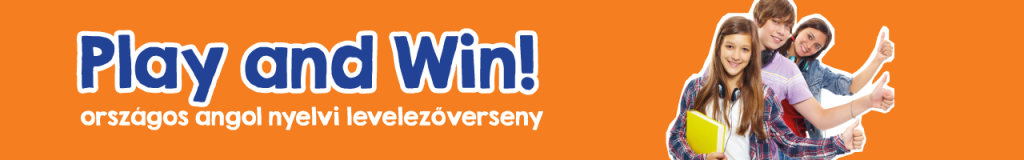 Play and Win!
országos angol nyelvi levelezőverseny